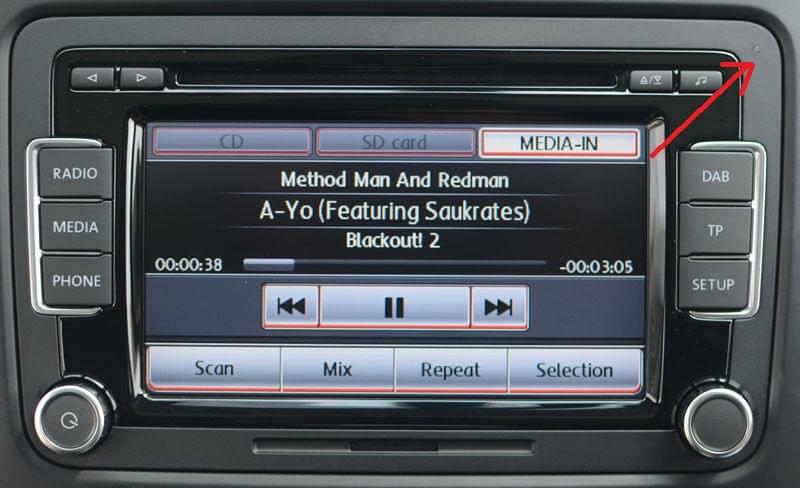 CD SD card MEDIA-IN
RADIO
MEDIA
PHONE
Method Man And Redman
A-Yo (Featuring Saukrates)
Blackout! 2
00:00:38 -00:03:05
Scan Mix Repeat Selection
DAB
TP
SETUP